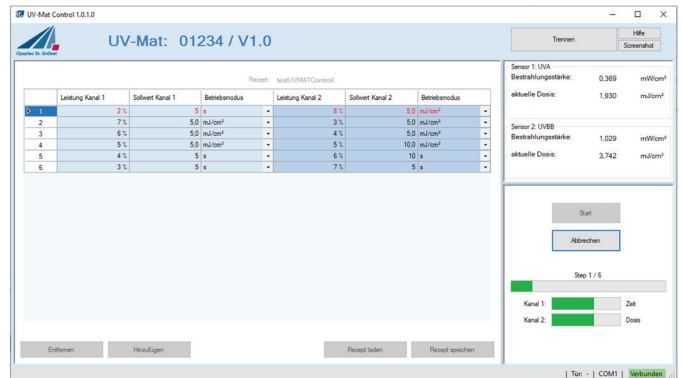 UV-Mat Control 1.0.1.0
Opsytec Dr. Gröbel
UV-Mat: 01234 / V1.0
Trennen
Hilfe
Screenshot
Rezept: testUVMATControll
Leistung Kanal 1 Sollwert Kanal 1 Betriebsmodus Leistung Kanal 2 Sollwert Kanal 2 Betriebsmodus
1 2 % 5 s 8 % 5,0 mJ/cm²
2 7 % 5,0 mJ/cm² 3 % 5,0 mJ/cm²
3 6 % 5,0 mJ/cm² 4 % 5,0 mJ/cm²
4 5 % 5,0 mJ/cm² 5 % 10,0 mJ/cm²
5 4 % 5 s 6 % 10 s
6 3 % 5 s 7 % 5 s
Entfernen Hinzufügen Rezept laden Rezept speichern
Sensor 1: UVA
Bestrahlungsstärke: 0,369 mW/cm²
aktuelle Dosis: 1,930 mJ/cm²
Sensor 2: UVBB
Bestrahlungsstärke: 1,029 mW/cm²
aktuelle Dosis: 3,742 mJ/cm²
Start
Abbrechen
Step 1 / 6
Kanal 1: Zeit
Kanal 2: Dosis
| Tür: - | COM1 | Verbunden